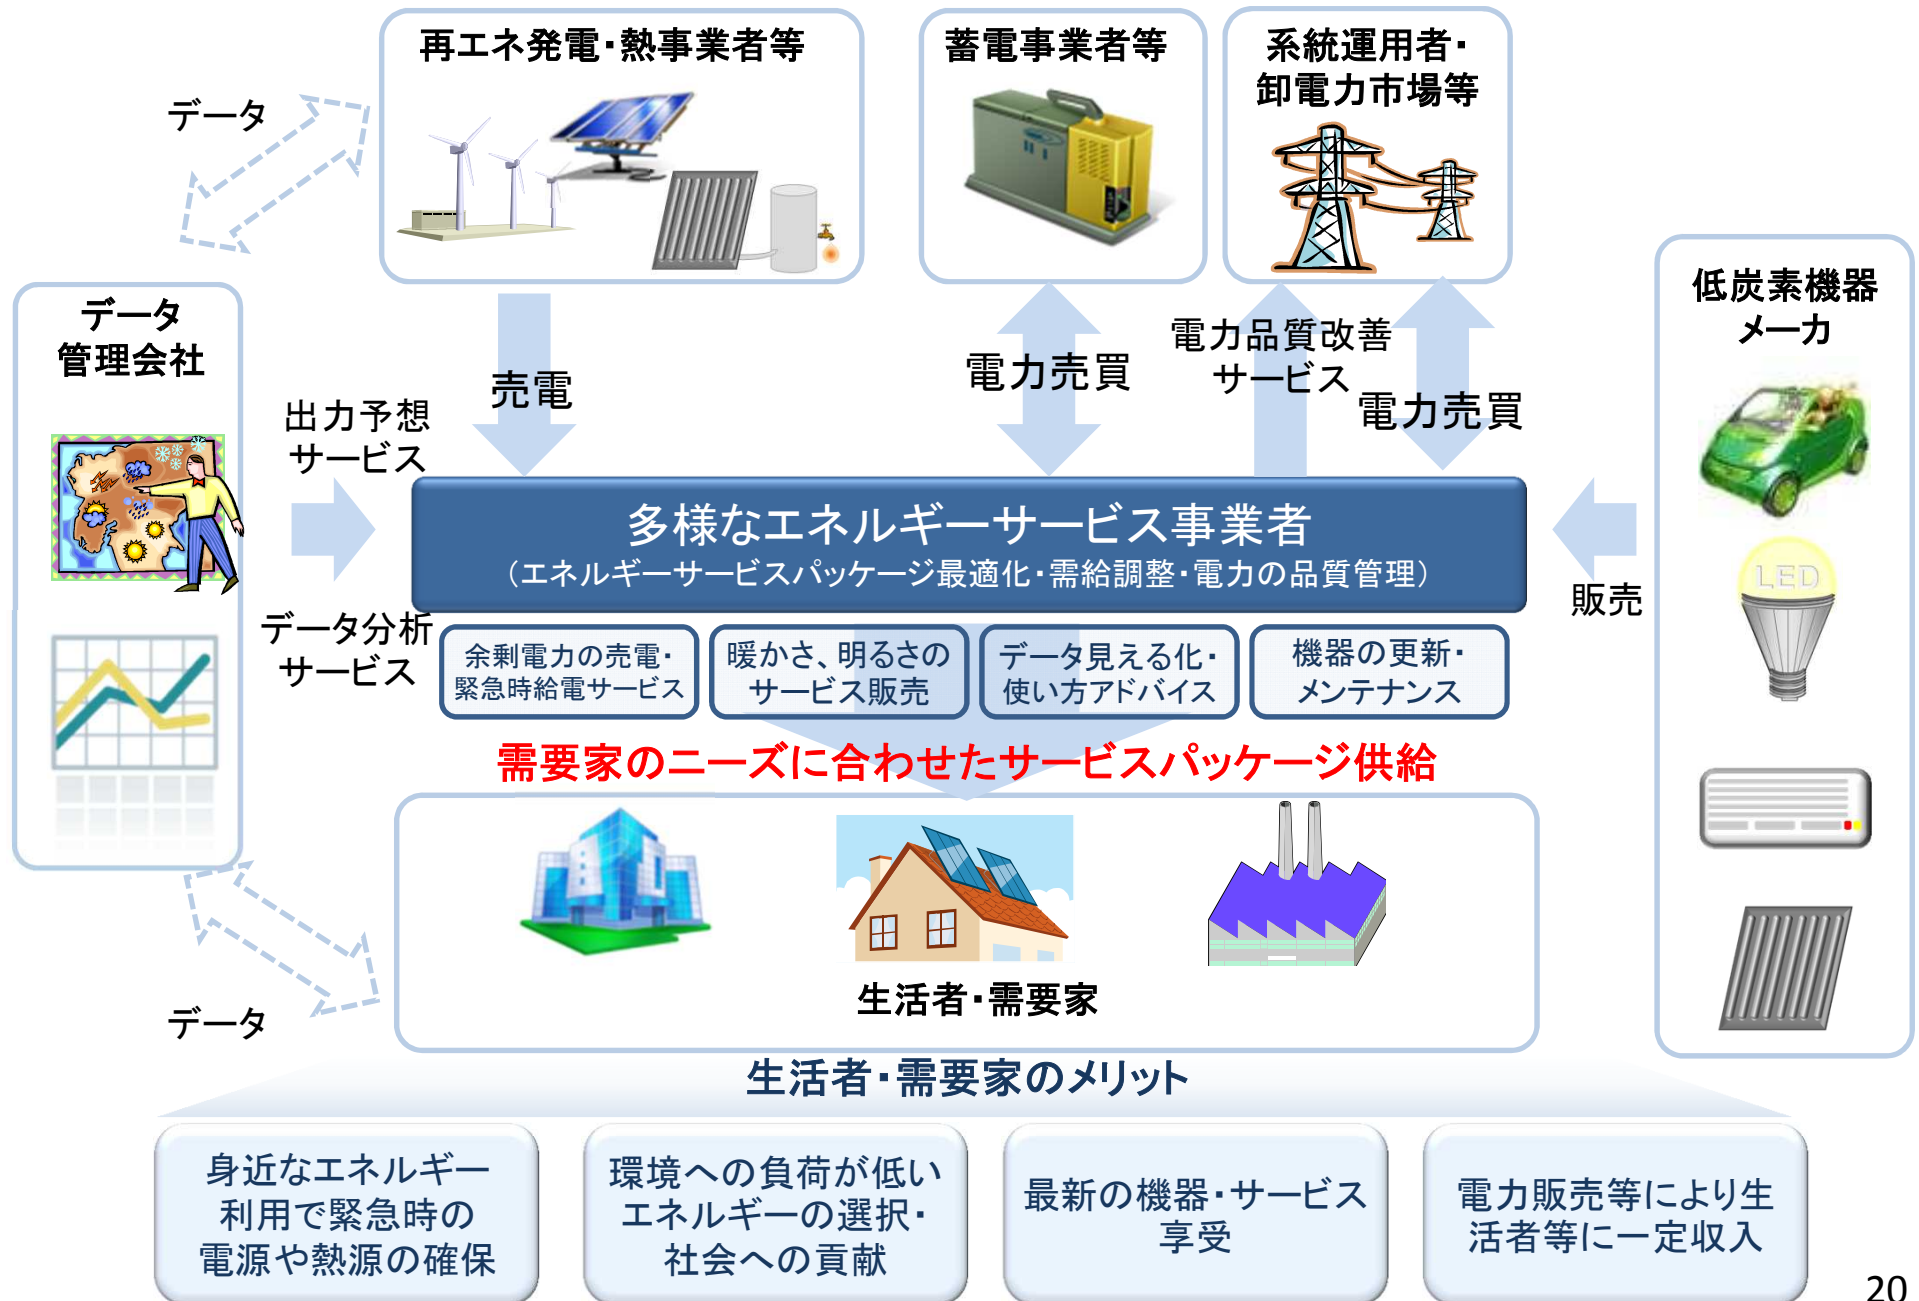 再エネ発電・熱事業者等
蓄電事業者等
系統運用者・
卸電力市場等
データ
データ
管理会社
低炭素機器
メーカ
売電
電力売買
電力品質改善
サービス
電力売買
出力予想
サービス
データ分析
サービス
販売
LED
多様なエネルギーサービス事業者
（エネルギーサービスパッケージ最適化・需給調整・電力の品質管理）
余剰電力の売電・
緊急時給電サービス
暖かさ、明るさの
サービス販売
データ見える化・
使い方アドバイス
機器の更新・
メンテナンス
需要家のニーズに合わせたサービスパッケージ供給
生活者・需要家
データ
生活者・需要家のメリット
身近なエネルギー
利用で緊急時の
電源や熱源の確保
環境への負荷が低い
エネルギーの選択・
社会への貢献
最新の機器・サービス
享受
電力販売等により生
活者等に一定収入
20